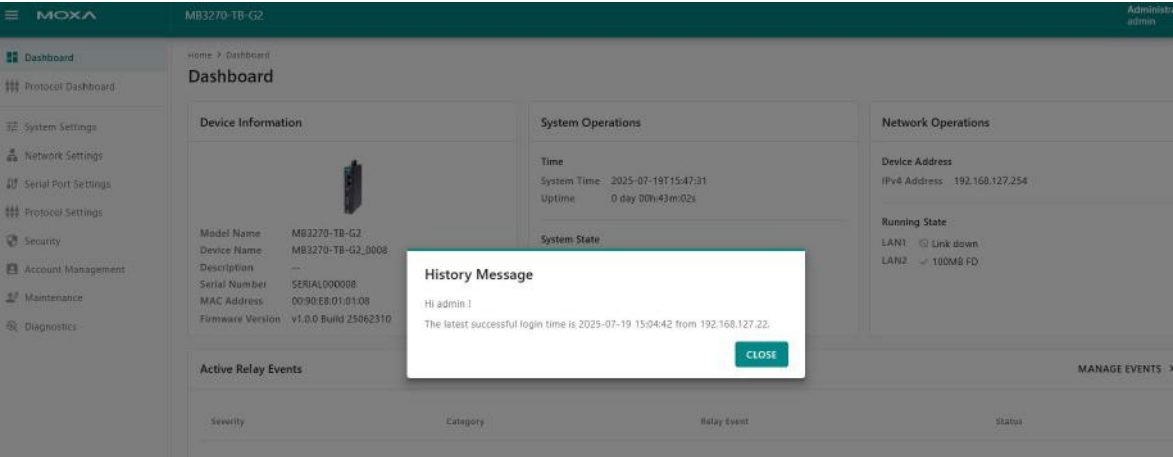 MOXA
MB3270-TB-G2
Administr
admin
Dashboard
Protocol Dashboard
System Settings
Network Settings
Serial Port Settings
Protocol Settings
Security
Account Management
Maintenance
Diagnostics
Home > Dashboard
Dashboard
Device Information
Model Name MB3270-TB-G2
Device Name MB3270-TB-G2_0008
Description —
Serial Number SERIAL000008
MAC Address 00:90:E8:01:01:08
Firmware Version v1.0.0 Build 25062310
System Operations
Time
System Time 2025-07-19T15:47:31
Uptime 0 day 00h:43m:02s
System State
Network Operations
Device Address
IPv4 Address 192.168.127.254
Running State
LAN1 Link down
LAN2 100MB FD
History Message
Hi admin !
The latest successful login time is 2025-07-19 15:04:42 from 192.168.127.22.
CLOSE
Active Relay Events
MANAGE EVENTS
Severity Category Relay Event Status